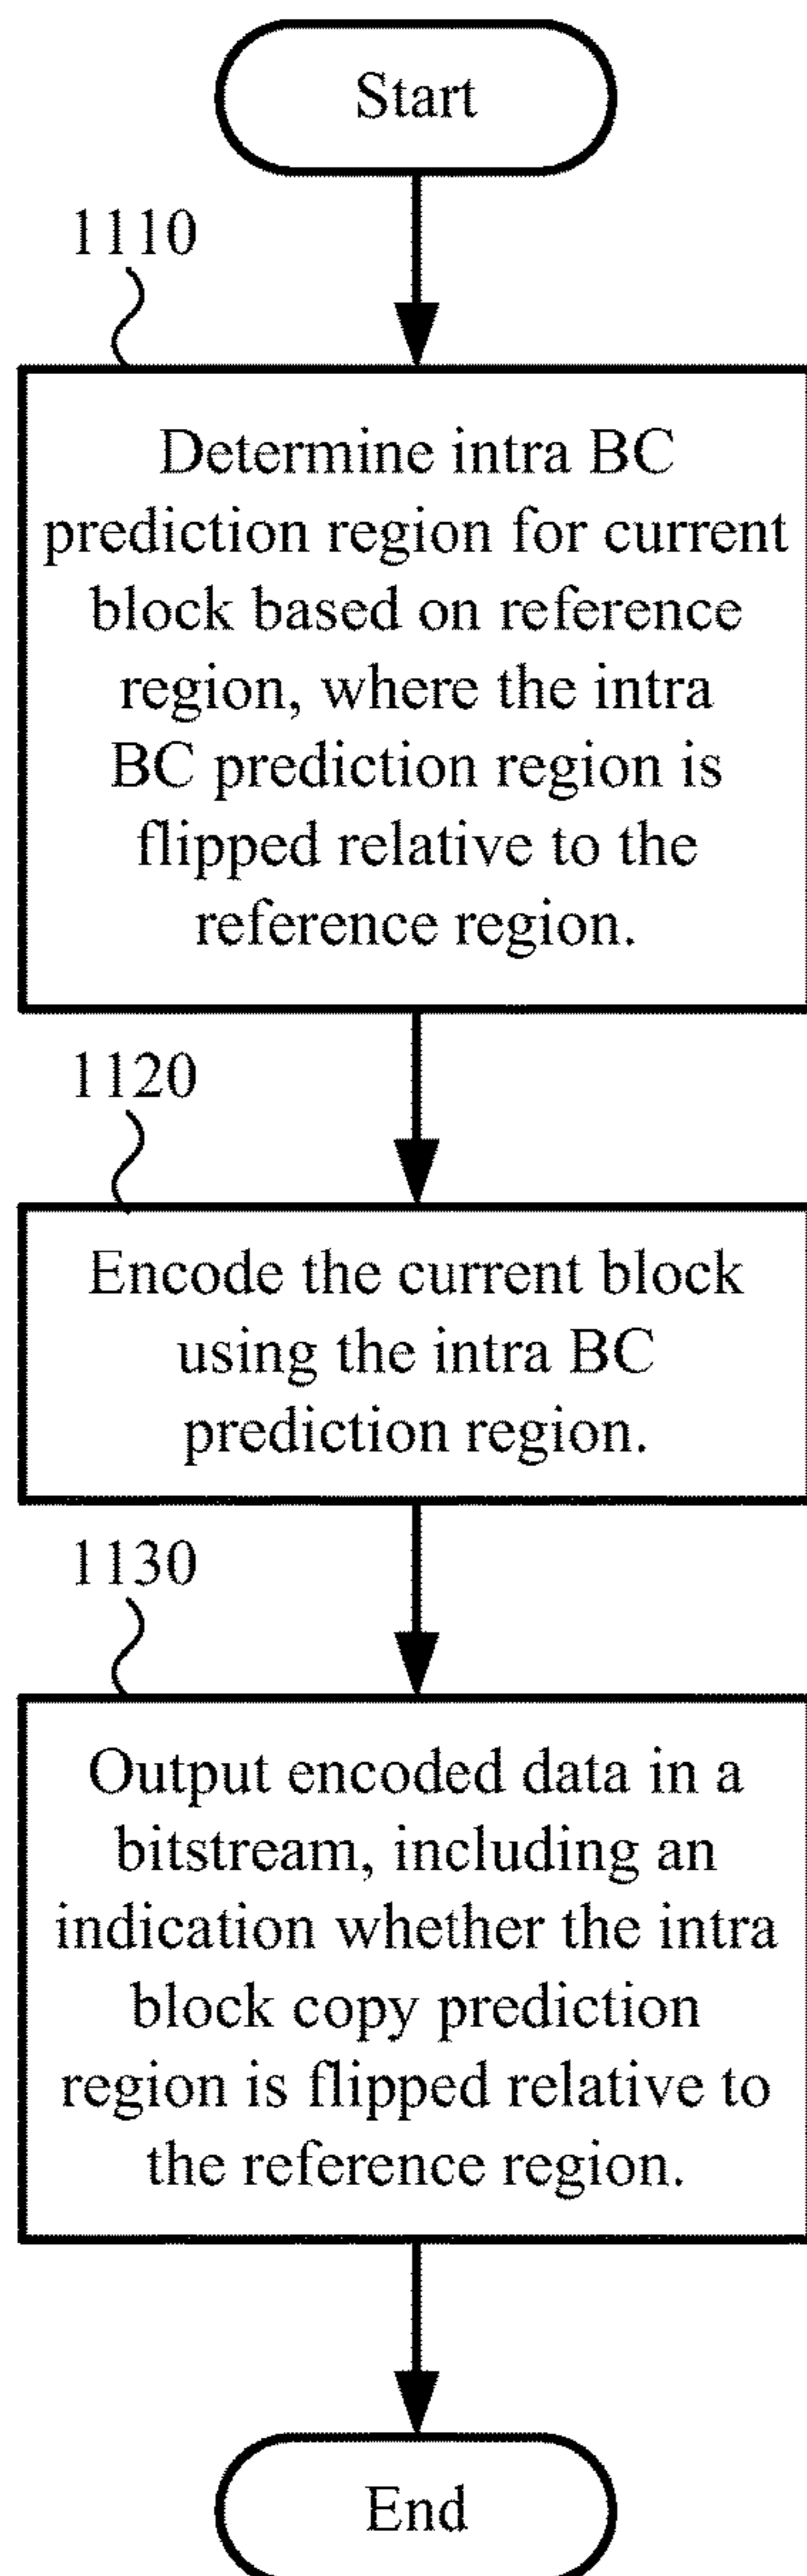 Start
1110
Determine intra BC
prediction region for current
block based on reference
region, where the intra
BC prediction region is
flipped relative to the
reference region.
1120
Encode the current block
using the intra BC
prediction region.
1130
Output encoded data in a
bitstream, including an
indication whether the intra
block copy prediction
region is flipped relative to
the reference region.
End